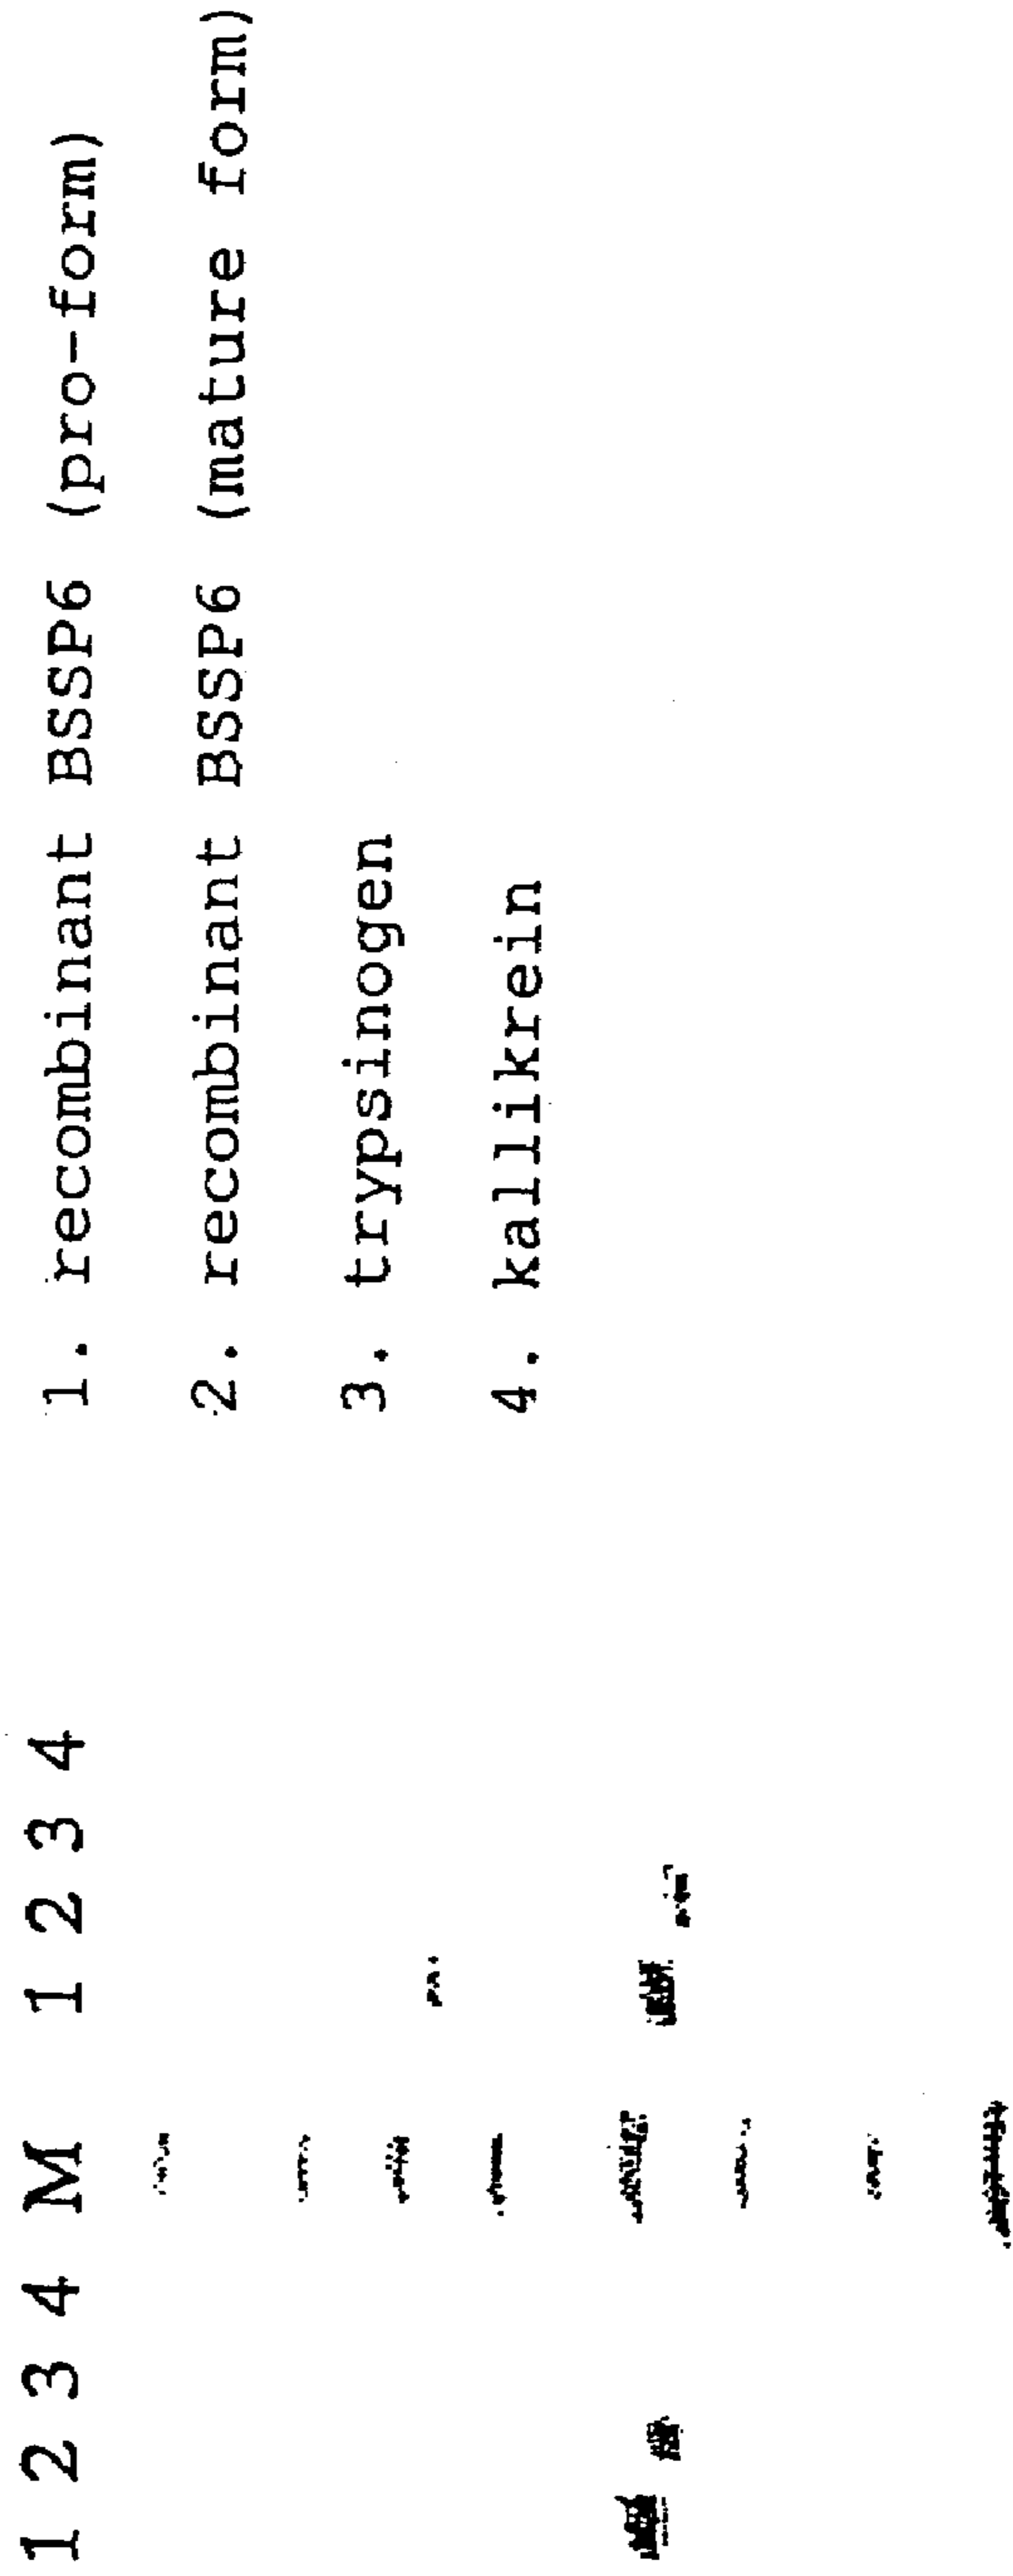 1 2 3 4 M 1 2 3 4
1. recombinant BSSP6 (pro-form)
2. recombinant BSSP6 (mature form)
3. trypsinogen
4. kallikrein